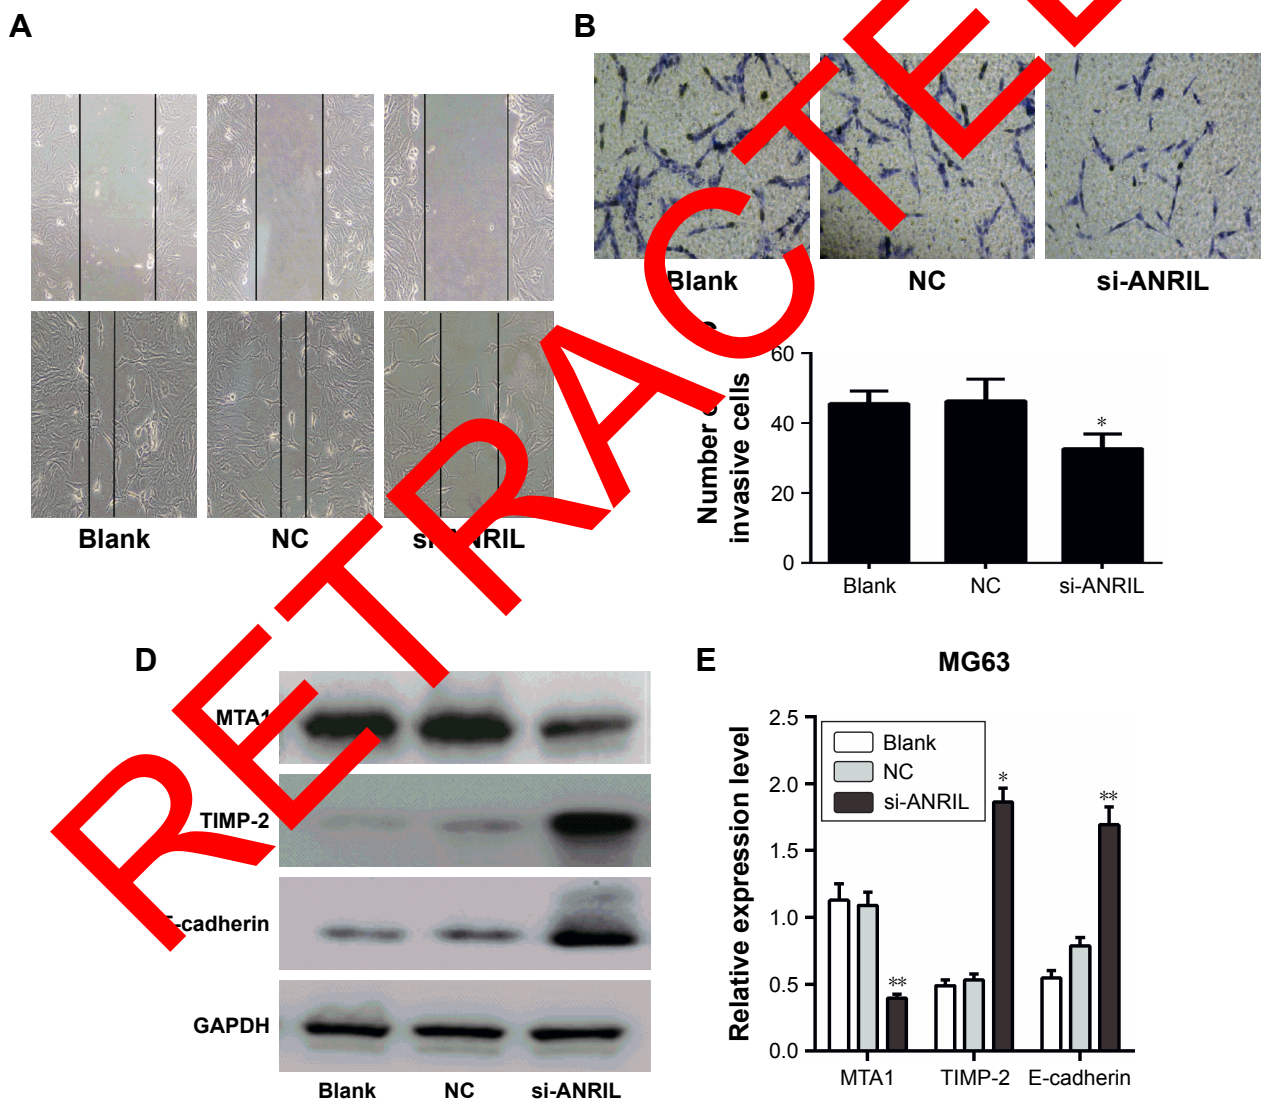 A
B
Blank
NC
si-ANRIL
Blank
NC
C
60
40
20
0
invasive cells
Number
*
Blank
NC
si-ANRIL
RETRACTED
D
MTA1
TIMP-2
E-cadherin
GAPDH
Blank
NC
si-ANRIL
E
MG63
Relative expression level
2.5
2.0
1.5
1.0
0.5
0.0
Blank
NC
si-ANRIL
**
*
**
MTA1
TIMP-2
E-cadherin